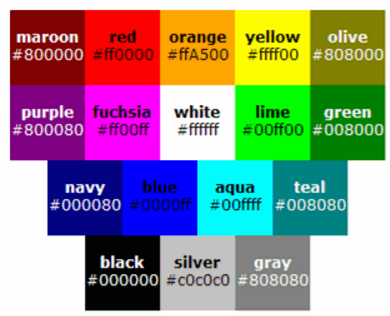 maroon red orange yellow olive
#800000 #ff0000 #ffA500 #ffff00 #808000
purple fuchsia white lime green
#800080 #ff00ff #ffffff #00ff00 #008000
navy blue aqua teal
#000080 #0000ff #00ffff #008080
black silver gray
#000000 #c0c0c0 #808080